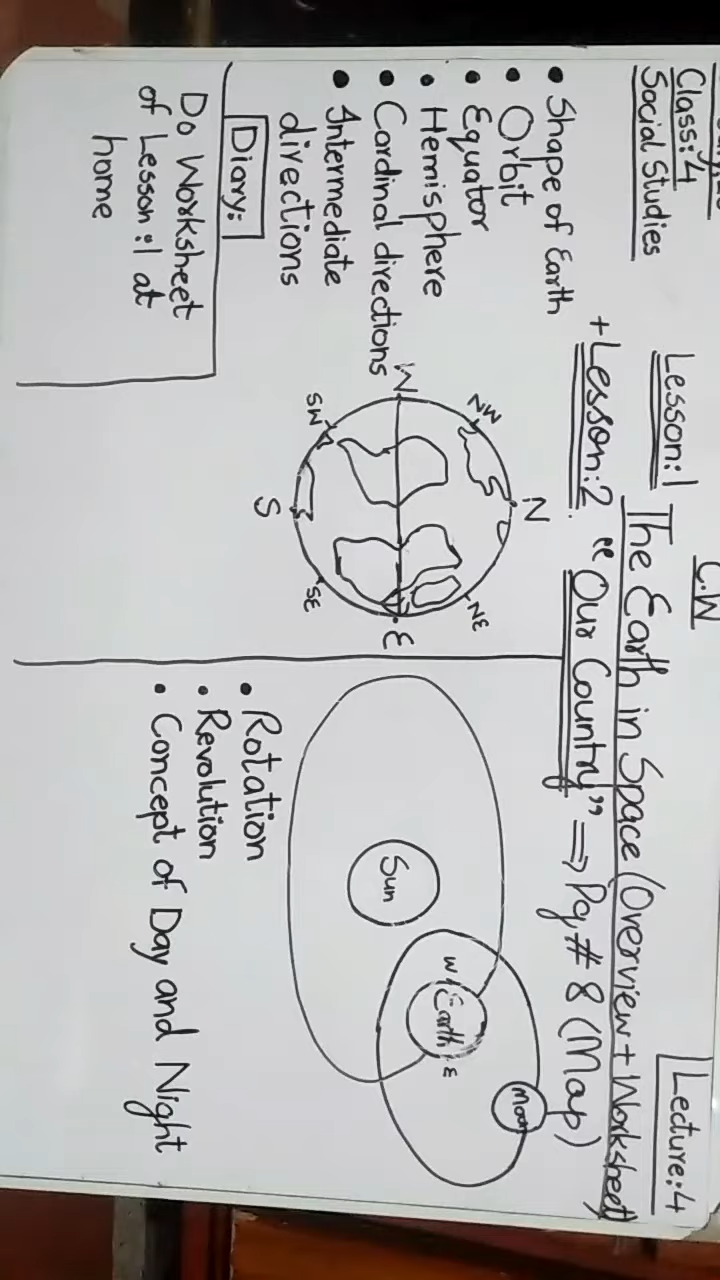 C.W
Class:4
Social Studies
Lecture:4
Lesson:1 The Earth in Space (Overview + Worksheet)
+ Lesson:2 "Our Country" ⇒ Pg # 8 (Map)
• Shape of Earth
• Orbit
• Equator
• Hemisphere
• Cardinal directions
• Intermediate
directions
Diary:
Do Worksheet
of Lesson:1 at
home
N
NW
NE
W
E
SW
SE
S
Sun
W
Earth
E
Moon
• Rotation
• Revolution
• Concept of Day and Night